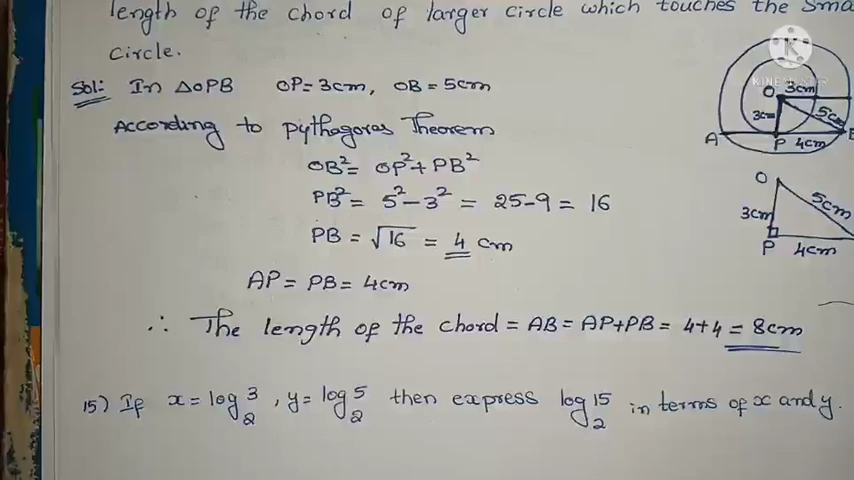 length of the chord of larger circle which touches the
circle.
Sol:- In △OPB OP=3cm, OB=5cm
According to pythagoras Theorem
OB² = OP²+PB²
PB² = 5²-3² = 25-9 = 16
PB = √16 = 4 cm
AP = PB = 4cm
∴ The length of the chord = AB = AP+PB = 4+4 = 8cm
15) If x = log₂³, y = log₂⁵ then express log₂¹⁵ in terms of x and y.
K
KINEMASTER
O 3cm
3cm 5cm
A P 4cm B
O
3cm 5cm
P 4cm